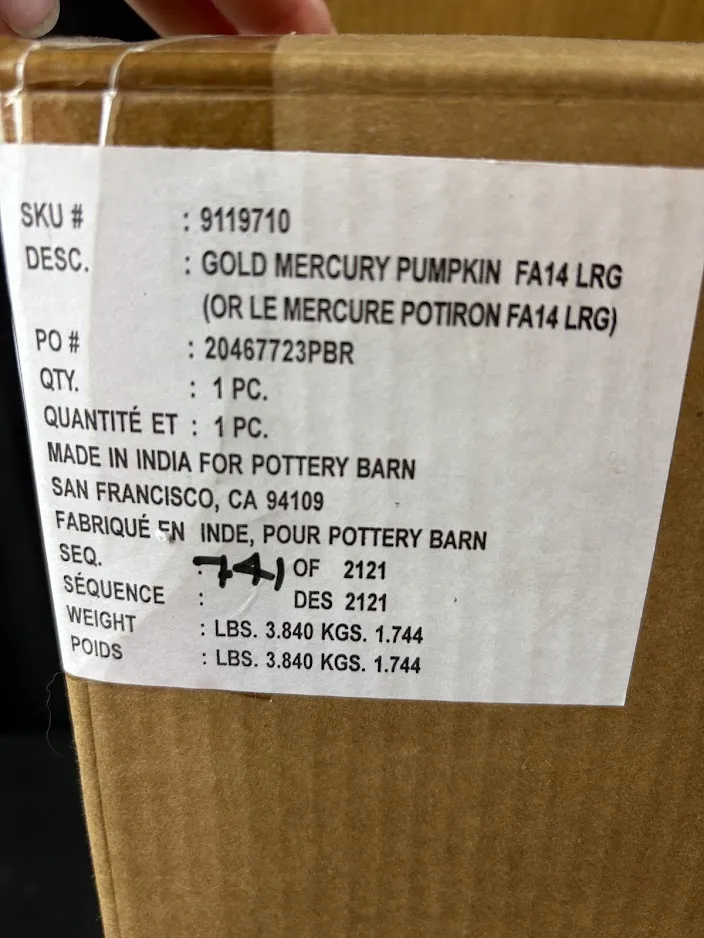 SKU # : 9119710
DESC. : GOLD MERCURY PUMPKIN FA14 LRG
(OR LE MERCURE POTIRON FA14 LRG)
PO # : 20467723PBR
QTY. : 1 PC.
QUANTITÉ ET : 1 PC.
MADE IN INDIA FOR POTTERY BARN
SAN FRANCISCO, CA 94109
FABRIQUÉ EN INDE, POUR POTTERY BARN
SEQ. : 741 OF 2121
SÉQUENCE : DES 2121
WEIGHT : LBS. 3.840 KGS. 1.744
POIDS : LBS. 3.840 KGS. 1.744